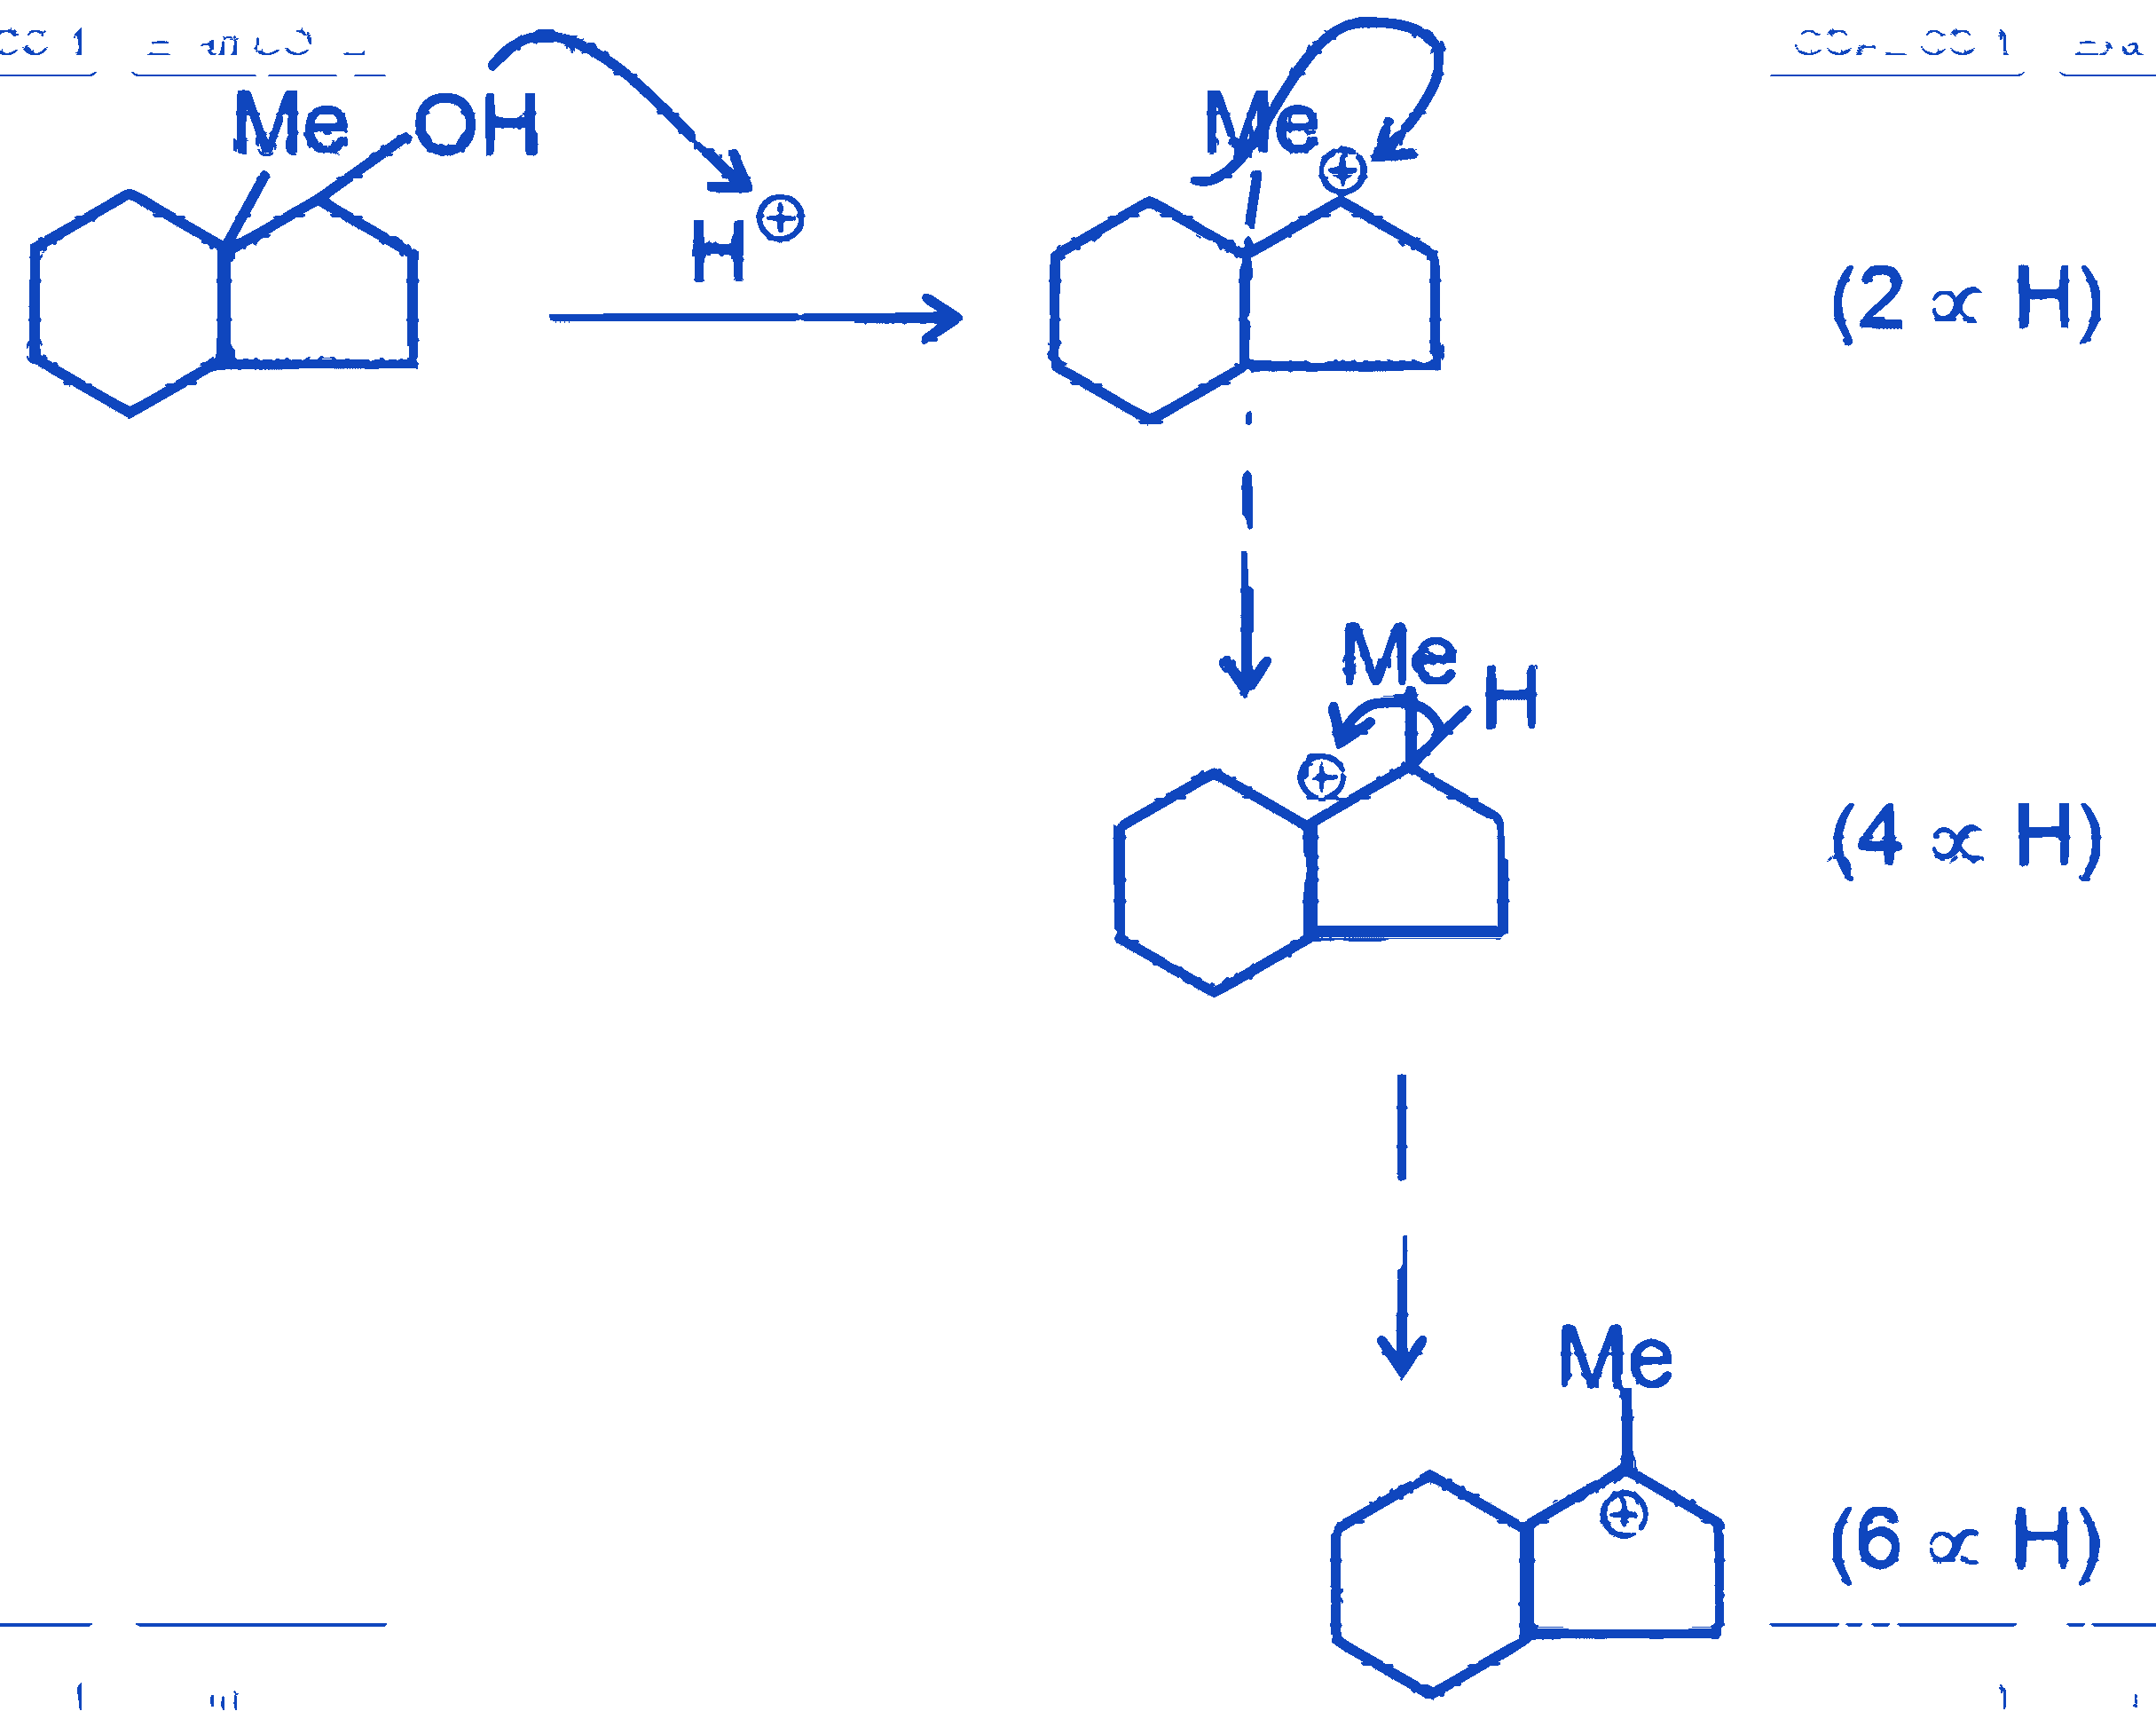 Me OH
H⊕
Me ⊕
(2 α H)
Me
H
⊕
(4 α H)
Me
⊕
(6 α H)